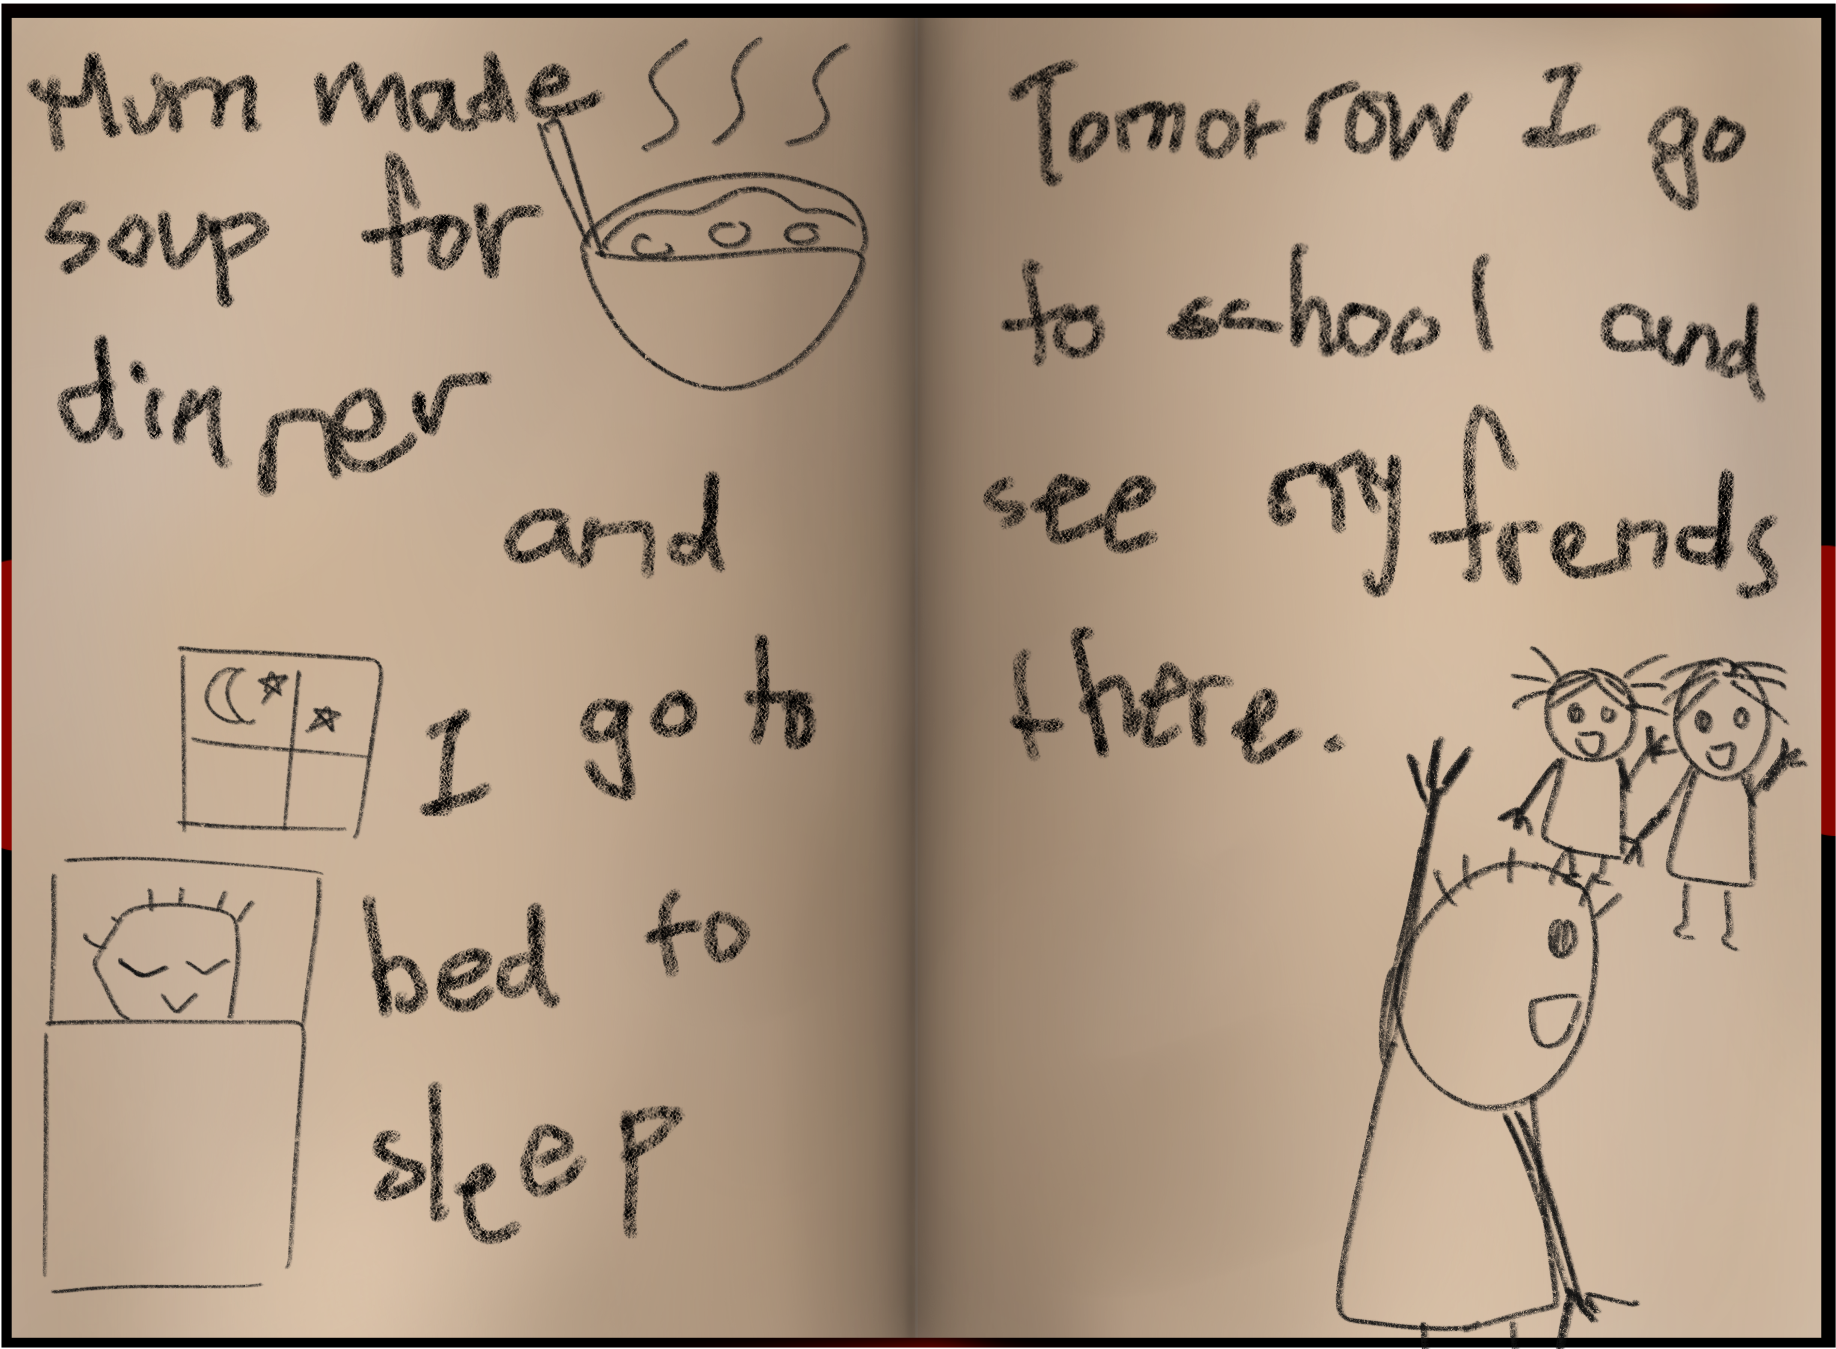 Mum made
soup for
dinner
and
I go to
bed to
sleep
Tomorrow I go
to school and
see my frends
there.